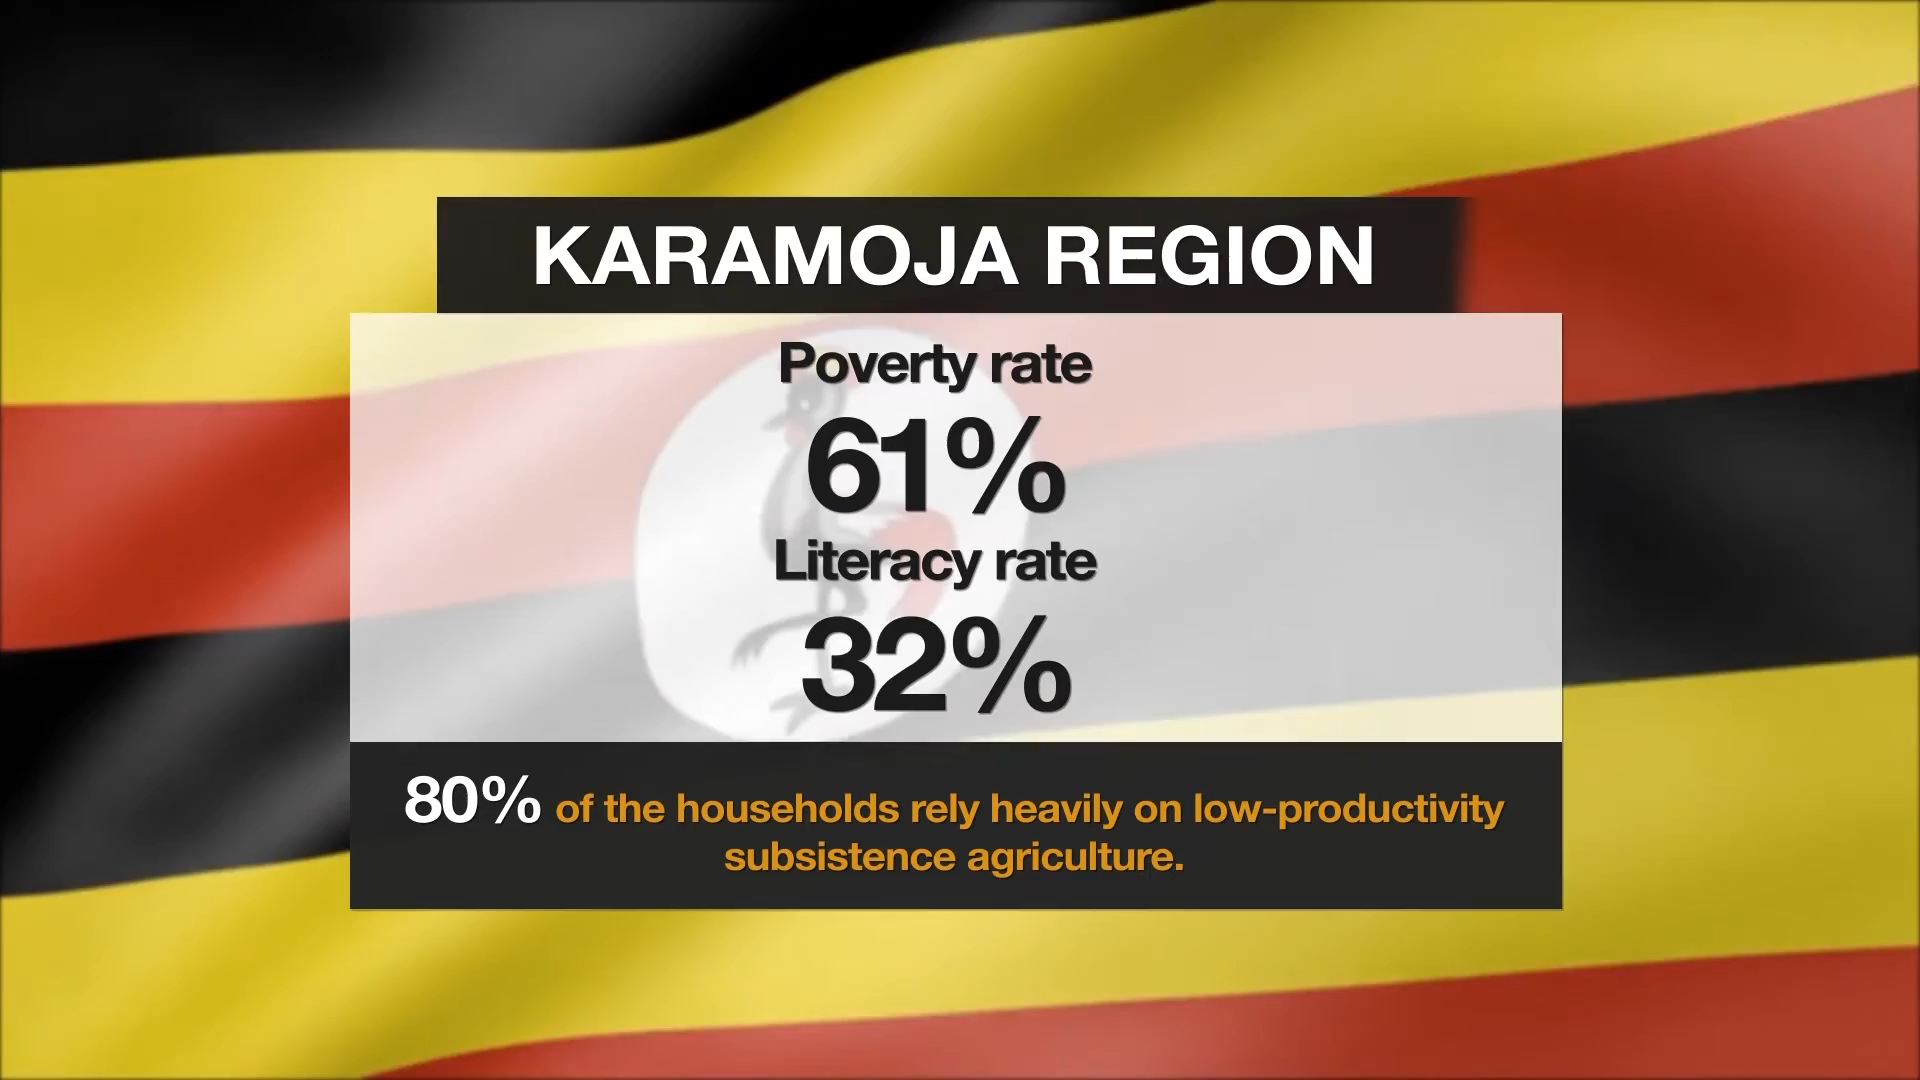 KARAMOJA REGION
Poverty rate
61%
Literacy rate
32%
80% of the households rely heavily on low-productivity
subsistence agriculture.